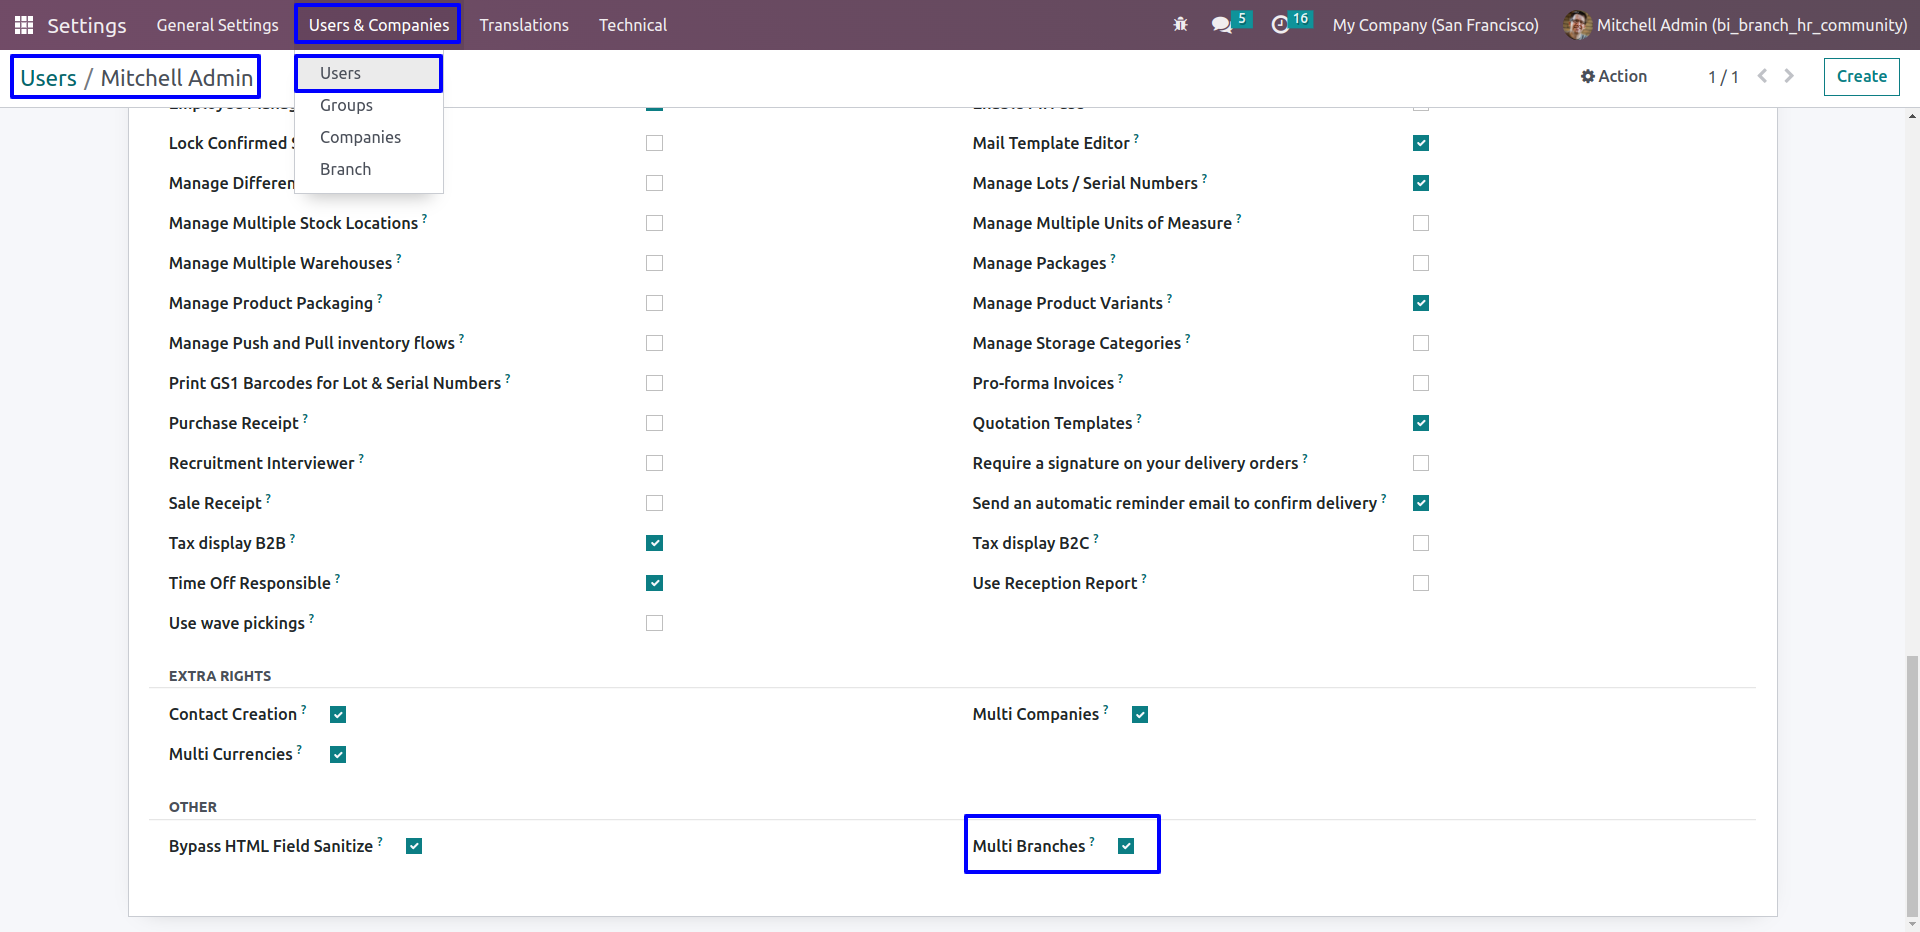 Settings General Settings Users & Companies Translations Technical 5 16 My Company (San Francisco) Mitchell Admin (bi_branch_hr_community)
Users / Mitchell Admin
Users
Groups
Companies
Branch
Action 1 / 1 Create
Lock Confirmed
Mail Template Editor ?
Manage Differen
Manage Lots / Serial Numbers ?
Manage Multiple Stock Locations ?
Manage Multiple Units of Measure ?
Manage Multiple Warehouses ?
Manage Packages ?
Manage Product Packaging ?
Manage Product Variants ?
Manage Push and Pull inventory flows ?
Manage Storage Categories ?
Print GS1 Barcodes for Lot & Serial Numbers ?
Pro-forma Invoices ?
Purchase Receipt ?
Quotation Templates ?
Recruitment Interviewer ?
Require a signature on your delivery orders ?
Sale Receipt ?
Send an automatic reminder email to confirm delivery ?
Tax display B2B ?
Tax display B2C ?
Time Off Responsible ?
Use Reception Report ?
Use wave pickings ?
EXTRA RIGHTS
Contact Creation ?
Multi Companies ?
Multi Currencies ?
OTHER
Bypass HTML Field Sanitize ?
Multi Branches ?